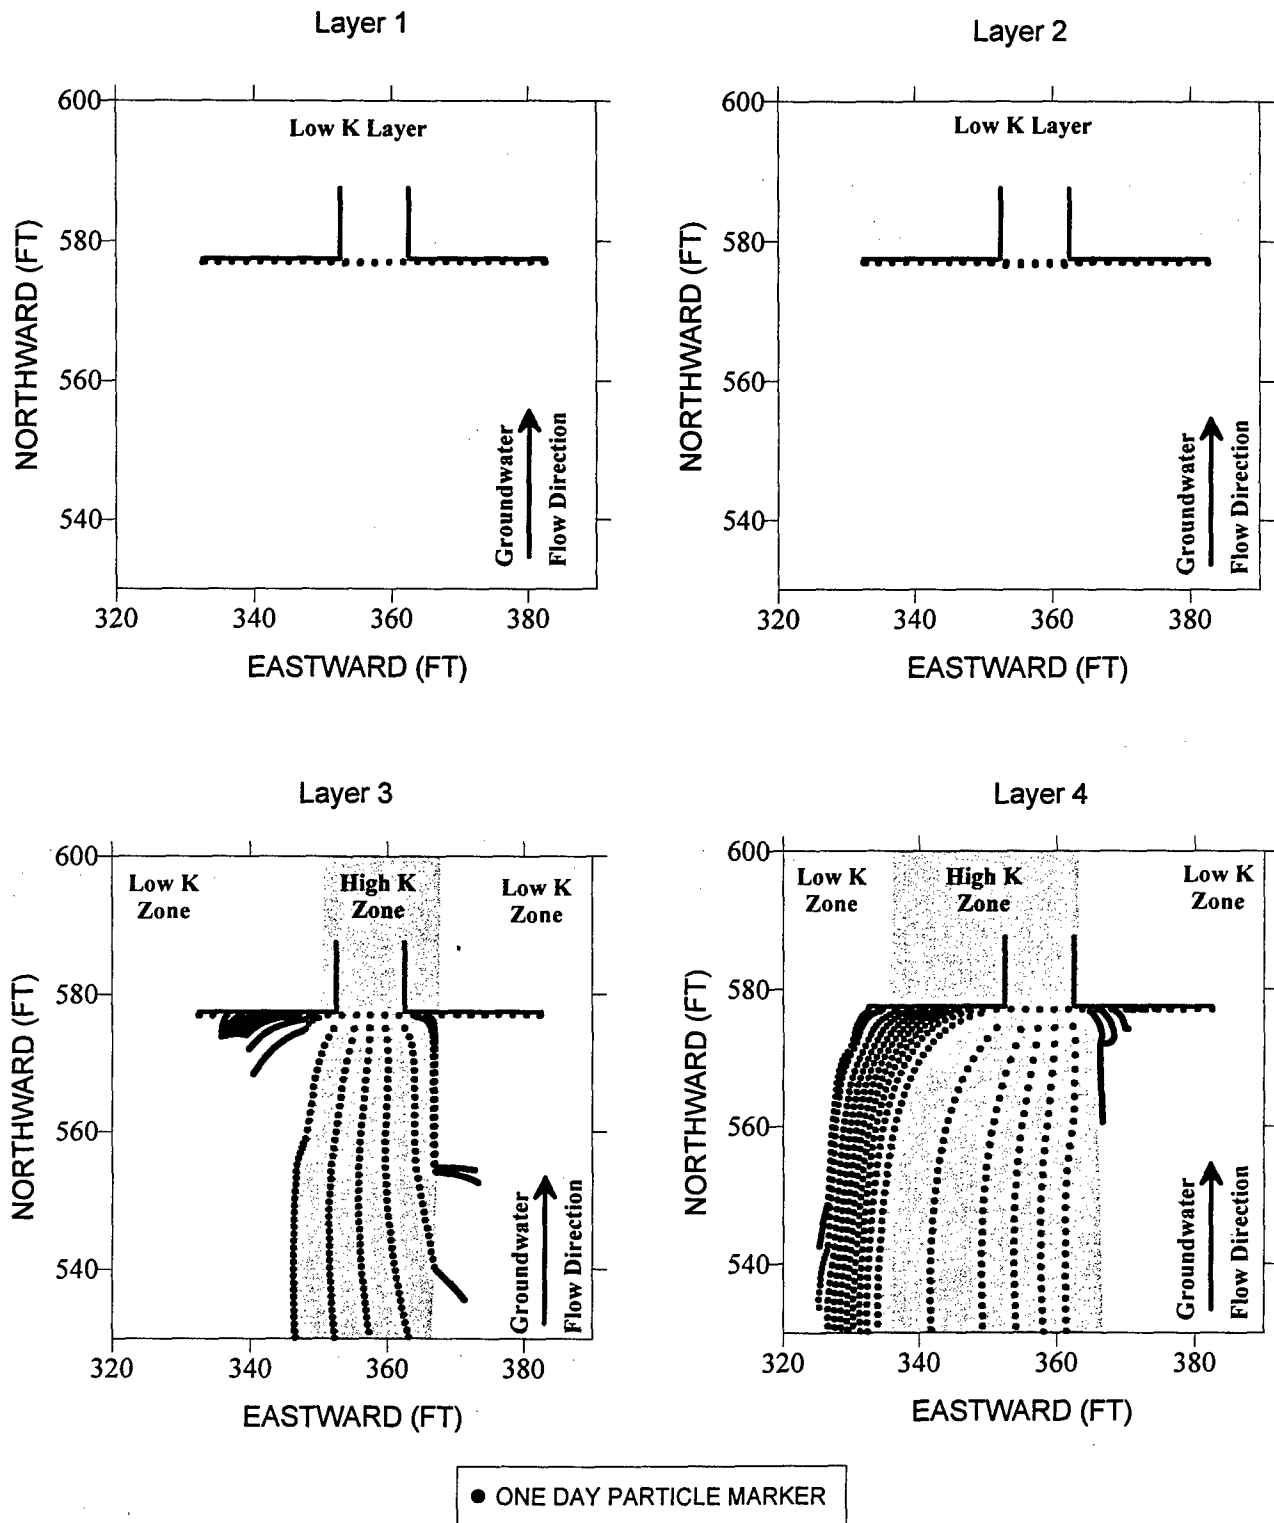 Layer 1
Layer 2
600
Low K Layer
580
560
540
320
340
360
380
NORTHWARD (FT)
EASTWARD (FT)
Groundwater
Flow Direction
600
Low K Layer
580
560
540
320
340
360
380
NORTHWARD (FT)
EASTWARD (FT)
Groundwater
Flow Direction
Layer 3
Layer 4
600
Low K
Zone
High K
Zone
Low K
Zone
580
560
540
320
340
360
380
NORTHWARD (FT)
EASTWARD (FT)
Groundwater
Flow Direction
600
Low K
Zone
High K
Zone
Low K
Zone
580
560
540
320
340
360
380
NORTHWARD (FT)
EASTWARD (FT)
Groundwater
Flow Direction
ONE DAY PARTICLE MARKER